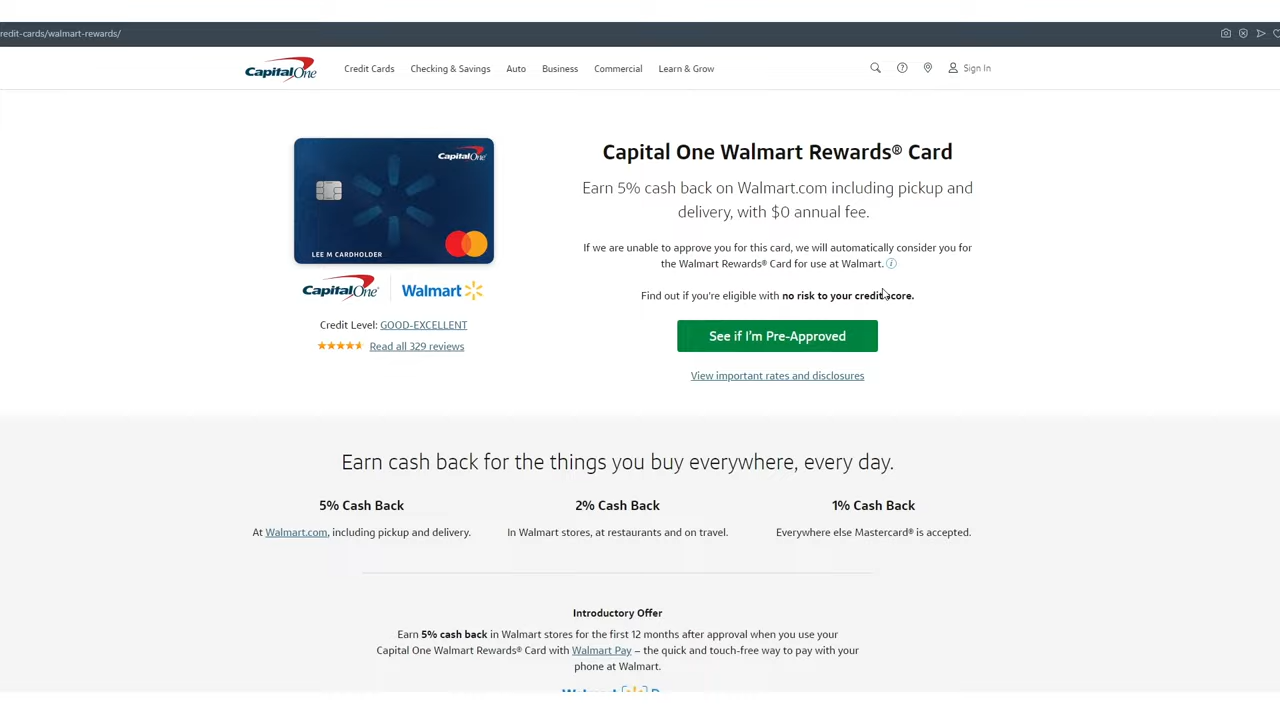 redit-cards/walmart-rewards/
CapitalOne
Credit Cards Checking & Savings Auto Business Commercial Learn & Grow Sign In
CapitalOne
LEE M CARDHOLDER
CapitalOne Walmart
Credit Level: GOOD-EXCELLENT
Read all 329 reviews
Capital One Walmart Rewards® Card
Earn 5% cash back on Walmart.com including pickup and
delivery, with $0 annual fee.
If we are unable to approve you for this card, we will automatically consider you for
the Walmart Rewards® Card for use at Walmart.
Find out if you're eligible with no risk to your credit score.
See if I'm Pre-Approved
View important rates and disclosures
Earn cash back for the things you buy everywhere, every day.
5% Cash Back
At Walmart.com, including pickup and delivery.
2% Cash Back
In Walmart stores, at restaurants and on travel.
1% Cash Back
Everywhere else Mastercard® is accepted.
Introductory Offer
Earn 5% cash back in Walmart stores for the first 12 months after approval when you use your
Capital One Walmart Rewards® Card with Walmart Pay – the quick and touch-free way to pay with your
phone at Walmart.